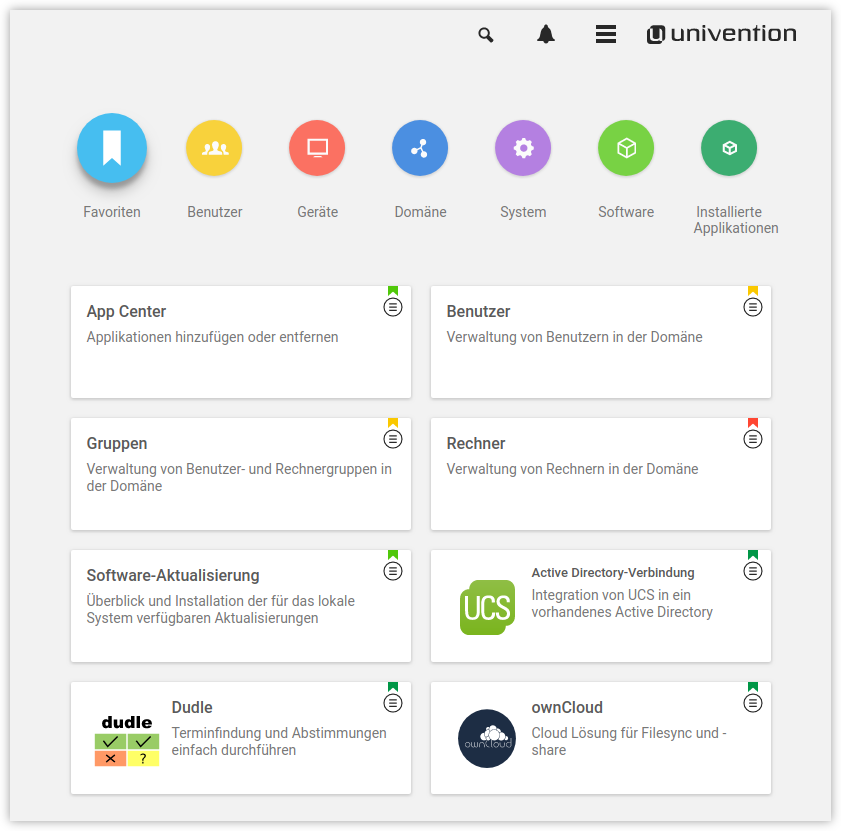 univention
Favoriten
Benutzer
Geräte
Domäne
System
Software
Installierte
Applikationen
App Center
Applikationen hinzufügen oder entfernen
Benutzer
Verwaltung von Benutzern in der Domäne
Gruppen
Verwaltung von Benutzer- und Rechnergruppen in
der Domäne
Rechner
Verwaltung von Rechnern in der Domäne
Software-Aktualisierung
Überblick und Installation der für das lokale
System verfügbaren Aktualisierungen
UCS
Active Directory-Verbindung
Integration von UCS in ein
vorhandenes Active Directory
dudle
?
Dudle
Terminfindung und Abstimmungen
einfach durchführen
ownCloud
ownCloud
Cloud Lösung für Filesync und -
share